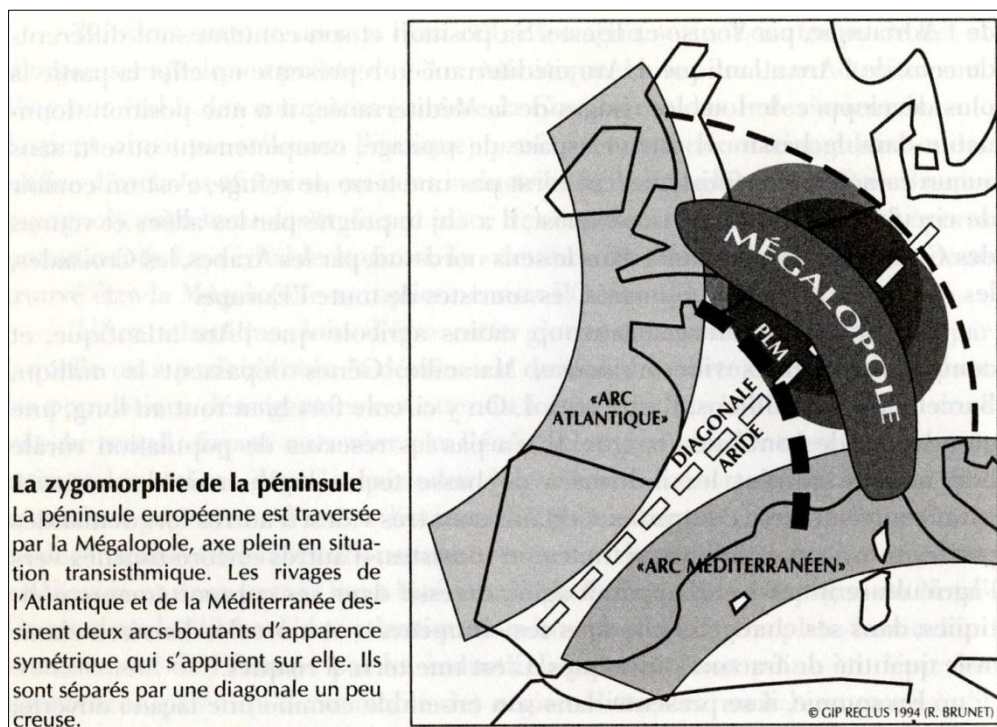 La zygomorphie de la péninsule
La péninsule européenne est traversée
par la Mégalopole, axe plein en situa-
tion transisthmique. Les rivages de
l'Atlantique et de la Méditerranée des-
sinent deux arcs-boutants d'apparence
symétrique qui s'appuient sur elle. Ils
sont séparés par une diagonale un peu
creuse.
MÉGALOPOLE
PLM
«ARC
ATLANTIQUE»
DIAGONALE
ARIDE
«ARC MÉDITERRANÉEN»
© GIP RECLUS 1994 (R. BRUNET)